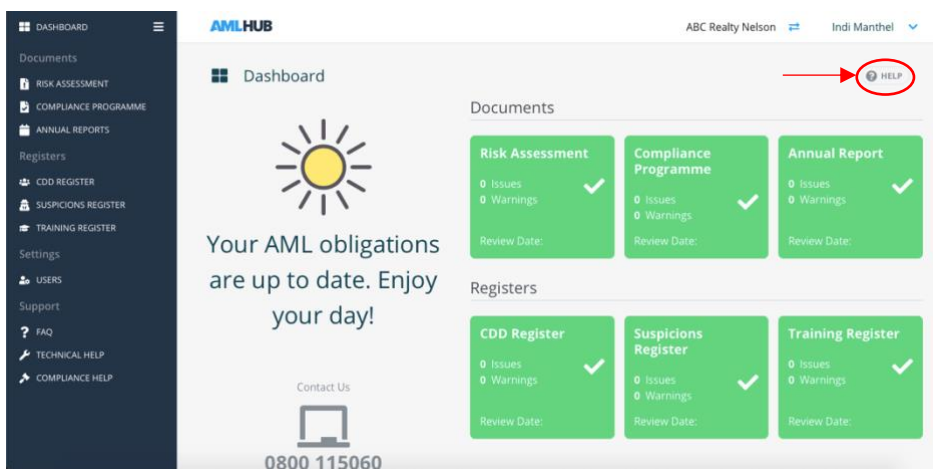 DASHBOARD
Documents
RISK ASSESSMENT
COMPLIANCE PROGRAMME
ANNUAL REPORTS
Registers
CDD REGISTER
SUSPICIONS REGISTER
TRAINING REGISTER
Settings
USERS
Support
? FAQ
TECHNICAL HELP
COMPLIANCE HELP
AMLHUB
ABC Realty Nelson
Indi Manthel
Dashboard
? HELP
Your AML obligations
are up to date. Enjoy
your day!
Contact Us
0800 115060
Documents
Risk Assessment
0 Issues
0 Warnings
Review Date:
Compliance
Programme
0 Issues
0 Warnings
Review Date:
Annual Report
0 Issues
0 Warnings
Review Date:
Registers
CDD Register
0 Issues
0 Warnings
Review Date:
Suspicions
Register
0 Issues
0 Warnings
Review Date:
Training Register
0 Issues
0 Warnings
Review Date: